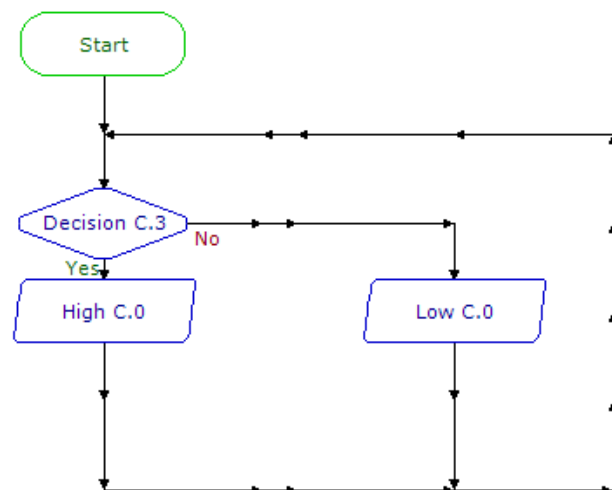 Start
Decision C.3
No
Yes
High C.0
Low C.0